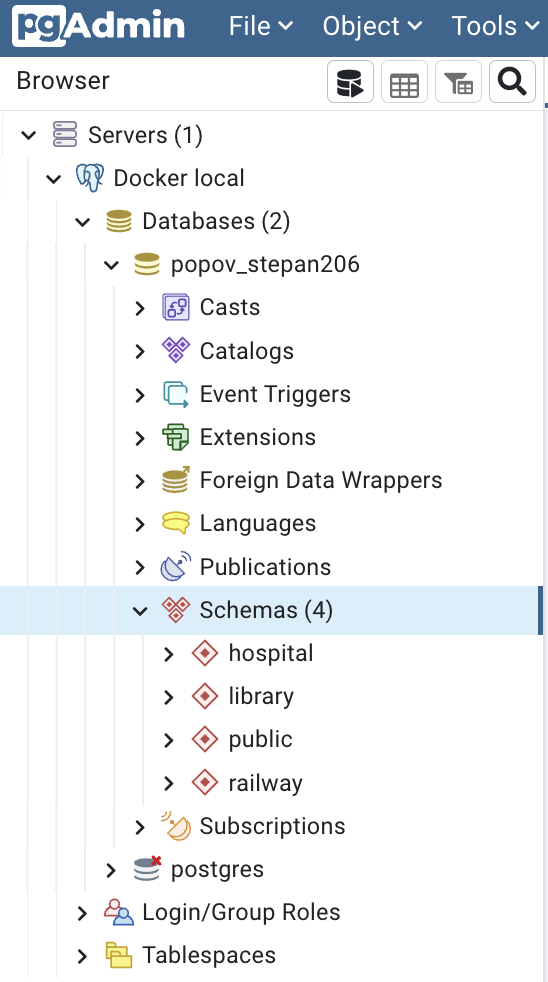 pgAdmin File Object Tools
Browser
Servers (1)
Docker local
Databases (2)
popov_stepan206
Casts
Catalogs
Event Triggers
Extensions
Foreign Data Wrappers
Languages
Publications
Schemas (4)
hospital
library
public
railway
Subscriptions
postgres
Login/Group Roles
Tablespaces